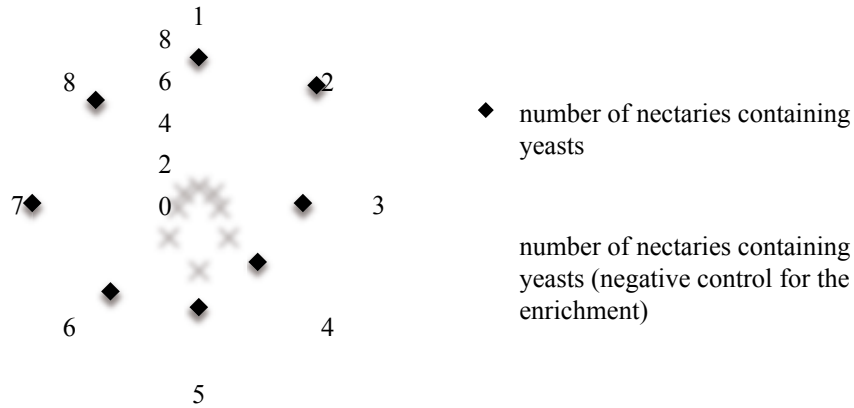 1
8
8
6
2
4
2
7
0
3
6
4
5
number of nectaries containing
yeasts
number of nectaries containing
yeasts (negative control for the
enrichment)